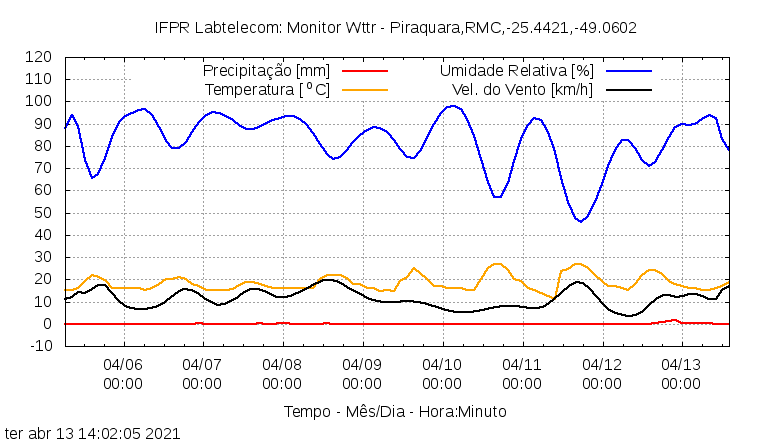 IFPR Labtelecom: Monitor Wttr - Piraquara,RMC,-25.4421,-49.0602
120
110
100
90
80
70
60
50
40
30
20
10
0
-10
Precipitação [mm]
Temperatura [⁰C]
Umidade Relativa [%]
Vel. do Vento [km/h]
04/06 04/07 04/08 04/09 04/10 04/11 04/12 04/13
00:00 00:00 00:00 00:00 00:00 00:00 00:00 00:00
Tempo - Mês/Dia - Hora:Minuto
ter abr 13 14:02:05 2021